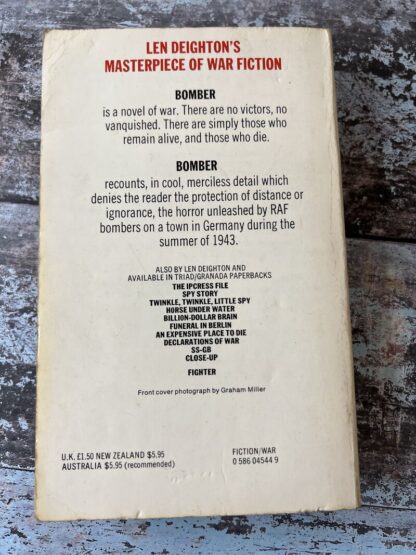 LEN DEIGHTON'S
MASTERPIECE OF WAR FICTION
BOMBER
is a novel of war. There are no victors, no
vanquished. There are simply those who
remain alive, and those who die.
BOMBER
recounts, in cool, merciless detail which
denies the reader the protection of distance or
ignorance, the horror unleashed by RAF
bombers on a town in Germany during the
summer of 1943.
ALSO BY LEN DEIGHTON AND
AVAILABLE IN TRIAD/GRANADA PAPERBACKS
THE IPCRESS FILE
SPY STORY
TWINKLE, TWINKLE, LITTLE SPY
HORSE UNDER WATER
BILLION-DOLLAR BRAIN
FUNERAL IN BERLIN
AN EXPENSIVE PLACE TO DIE
DECLARATIONS OF WAR
SS-GB
CLOSE-UP
FIGHTER
Front cover photograph by Graham Miller
U.K. £1.50 NEW ZEALAND $5.95
AUSTRALIA $5.95 (recommended)
FICTION/WAR
0 586 04544 9